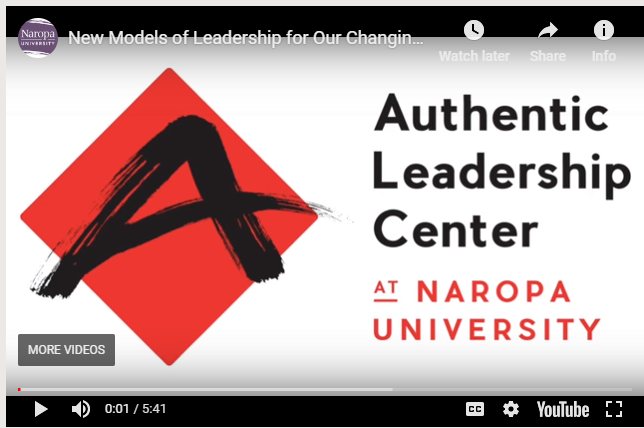 Naropa
UNIVERSITY
New Models of Leadership for Our Changin...
Watch later
Share
Info
Authentic
Leadership
Center
AT NAROPA
UNIVERSITY
MORE VIDEOS
0:01 / 5:41
CC
YouTube